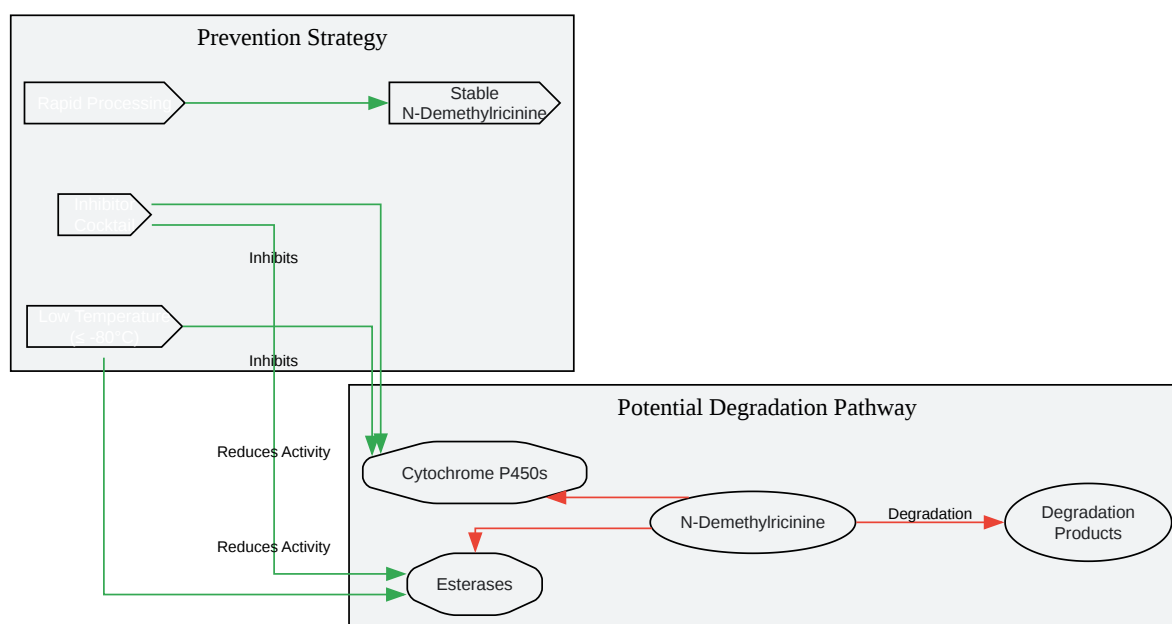 Prevention Strategy
Rapid Processing
Stable
N-Demethylricinine
Inhibitor
Cocktail
Inhibits
Low Temperature
(≤ -80°C)
Inhibits
Potential Degradation Pathway
Reduces Activity
Cytochrome P450s
N-Demethylricinine
Degradation
Degradation
Products
Reduces Activity
Esterases